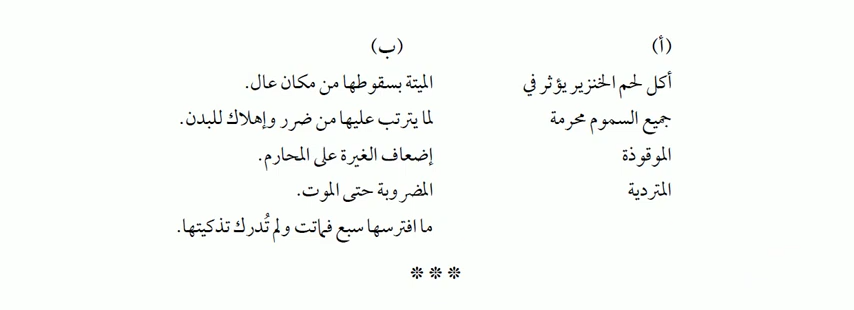 (أ) (ب)
أكل لحم الخنزير يؤثر في الميتة بسقوطها من مكان عال.
جميع السموم محرمة لما يترتب عليها من ضرر وإهلاك للبدن.
الموقوذة إضعاف الغيرة على المحارم.
المتردية المضروبة حتى الموت.
ما افترسها سبع فماتت ولم تُدرك تذكيتها.
***